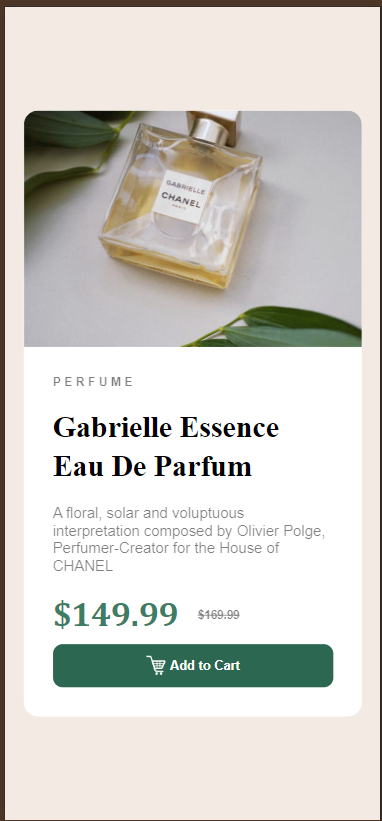 GABRIELLE
CHANEL
PARIS
PERFUME
Gabrielle Essence
Eau De Parfum
A floral, solar and voluptuous
interpretation composed by Olivier Polge,
Perfumer-Creator for the House of
CHANEL
$149.99 $169.99
Add to Cart